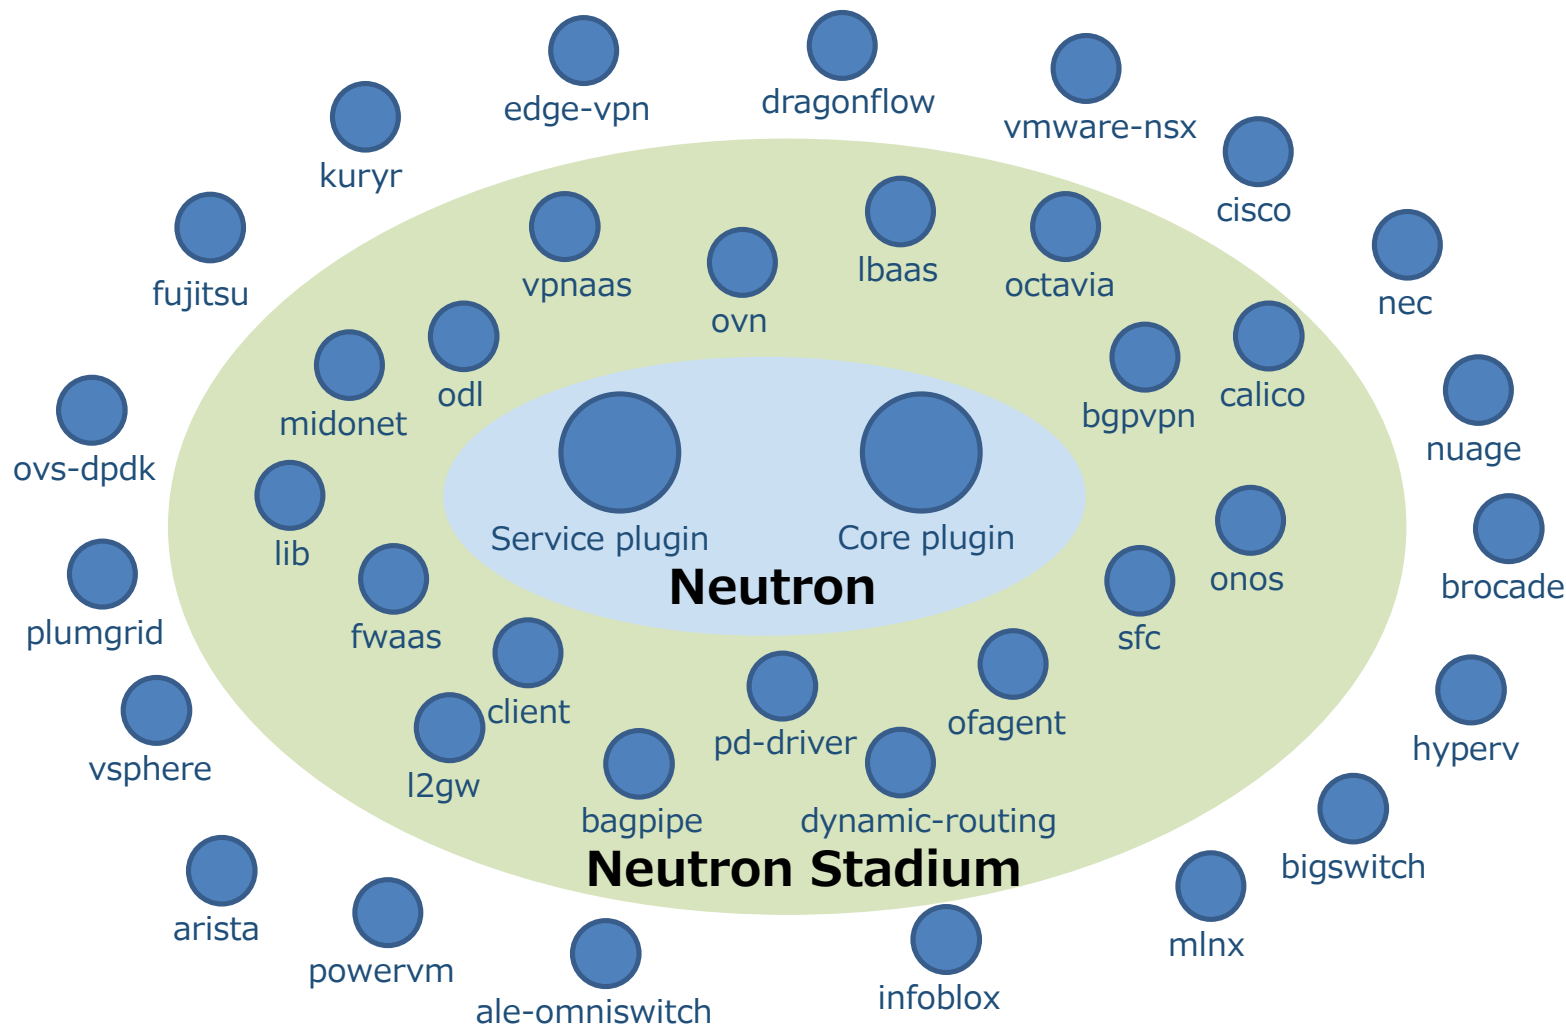 edge-vpn
dragonflow
vmware-nsx
kuryr
cisco
fujitsu
vpnaas
lbaas
octavia
nec
ovn
midonet
odl
bgpvpn
calico
ovs-dpdk
nuage
lib
Service plugin
Core plugin
Neutron
onos
brocade
plumgrid
fwaas
sfc
vsphere
client
pd-driver
ofagent
hyperv
l2gw
bagpipe
dynamic-routing
Neutron Stadium
bigswitch
arista
mlnx
powervm
infoblox
ale-omniswitch